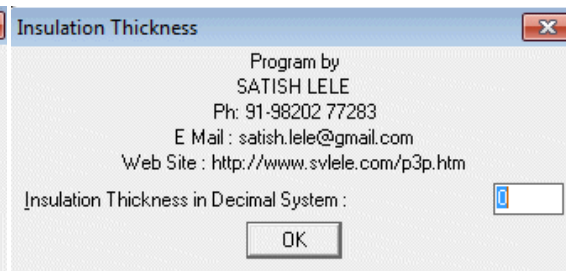 Insulation Thickness
Program by
SATISH LELE
Ph: 91-98202 77283
E Mail : satish.lele@gmail.com
Web Site : http://www.svlele.com/p3p.htm
Insulation Thickness in Decimal System : 0
OK